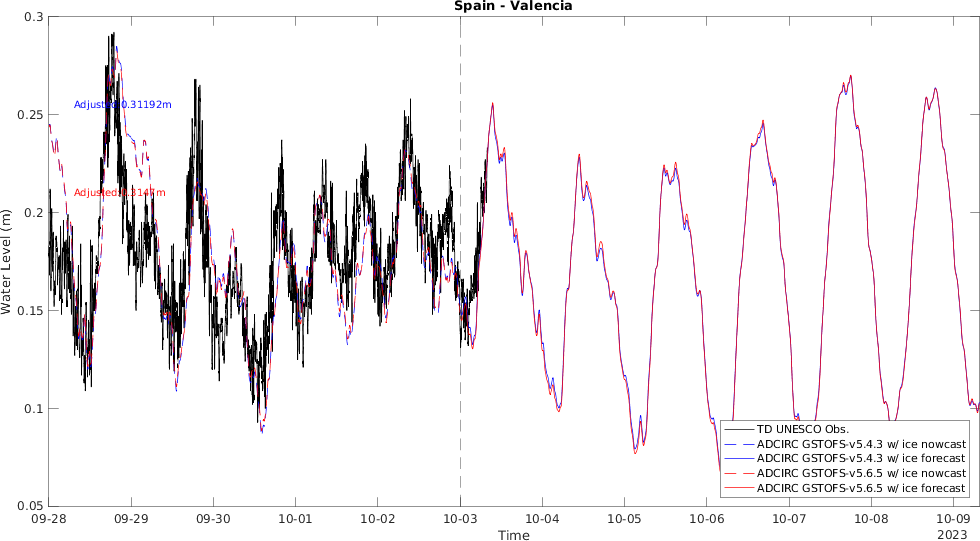 Spain - Valencia
0.3
0.25
0.2
0.15
0.1
0.05
Water Level (m)
Adjusted:0.31192m
m
09-28
09-29
09-30
10-01
10-02
10-03
10-04
10-05
10-06
10-07
10-08
10-09
Time
2023
TD UNESCO Obs.
ADCIRC GSTOFS-v5.4.3 w/ ice nowcast
ADCIRC GSTOFS-v5.4.3 w/ ice forecast
ADCIRC GSTOFS-v5.6.5 w/ ice nowcast
ADCIRC GSTOFS-v5.6.5 w/ ice forecast